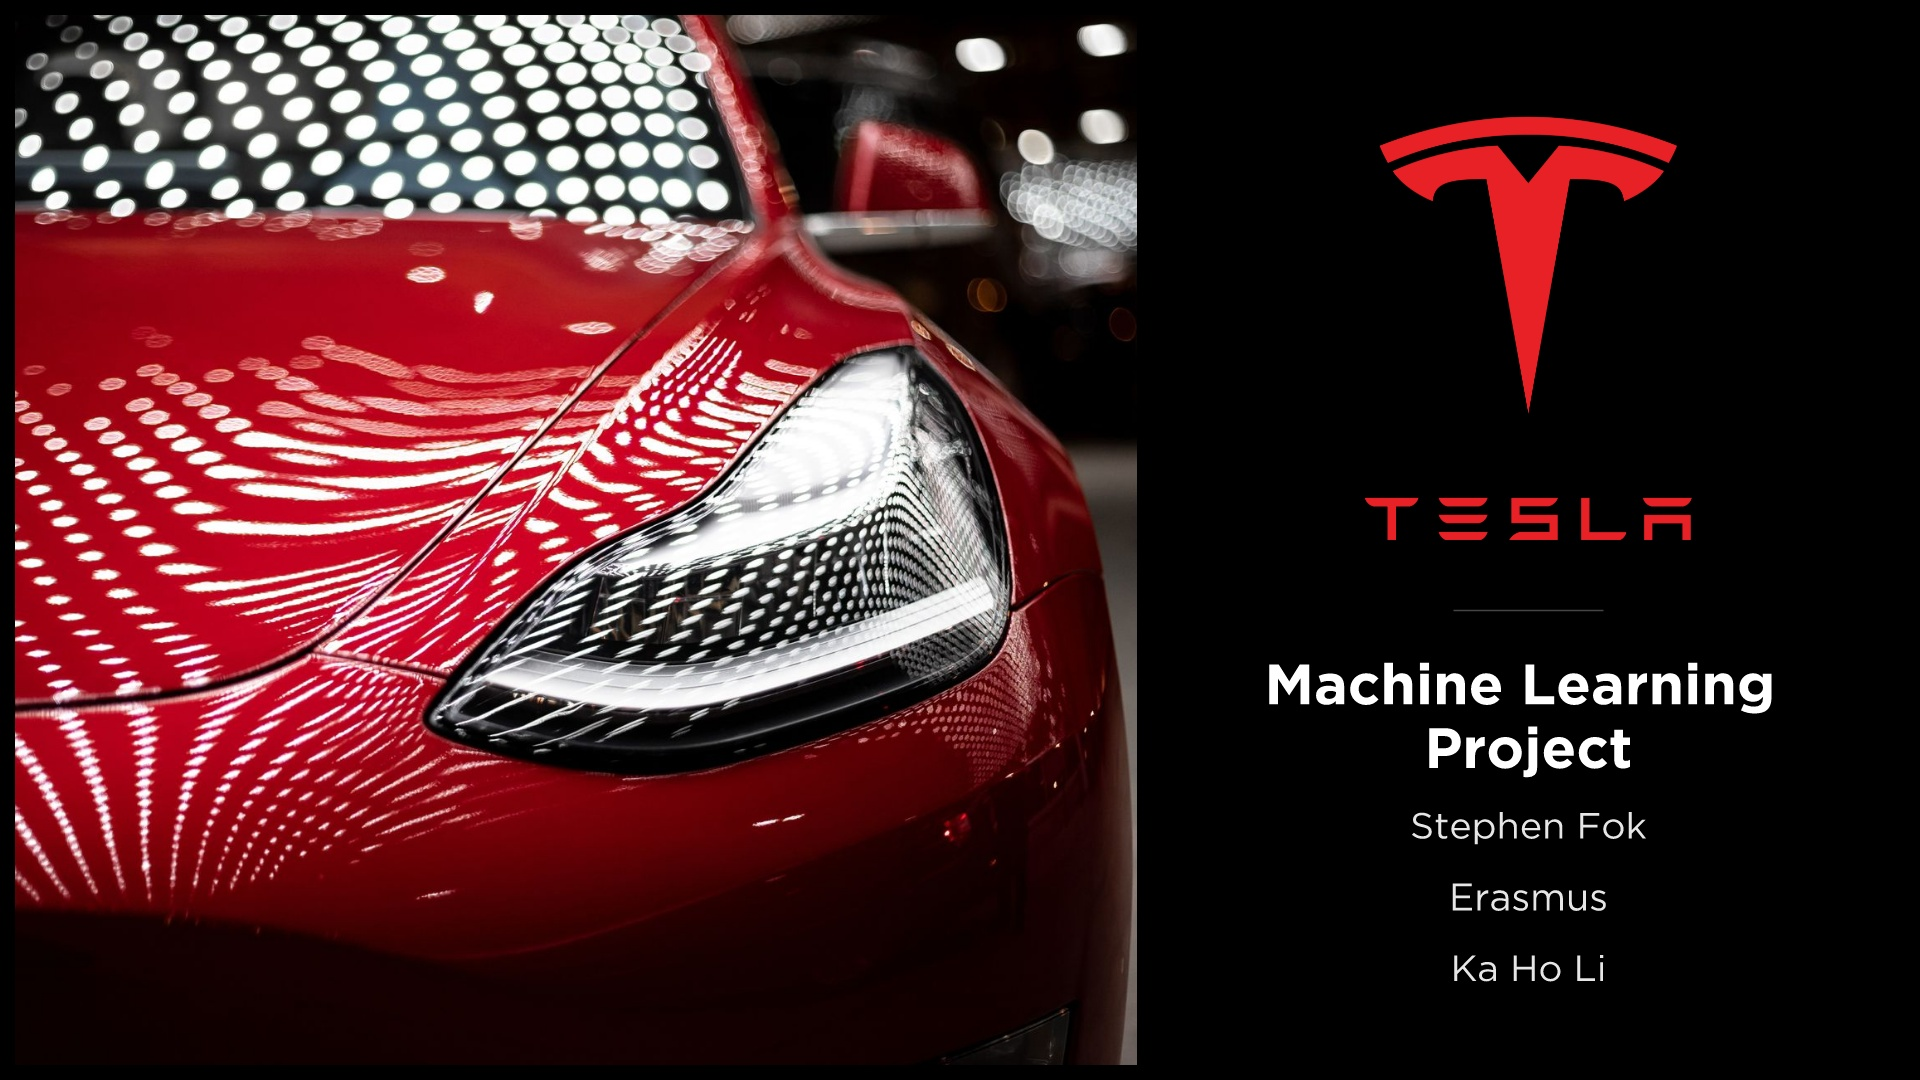 TESLA
Machine Learning
Project
Stephen Fok
Erasmus
Ka Ho Li